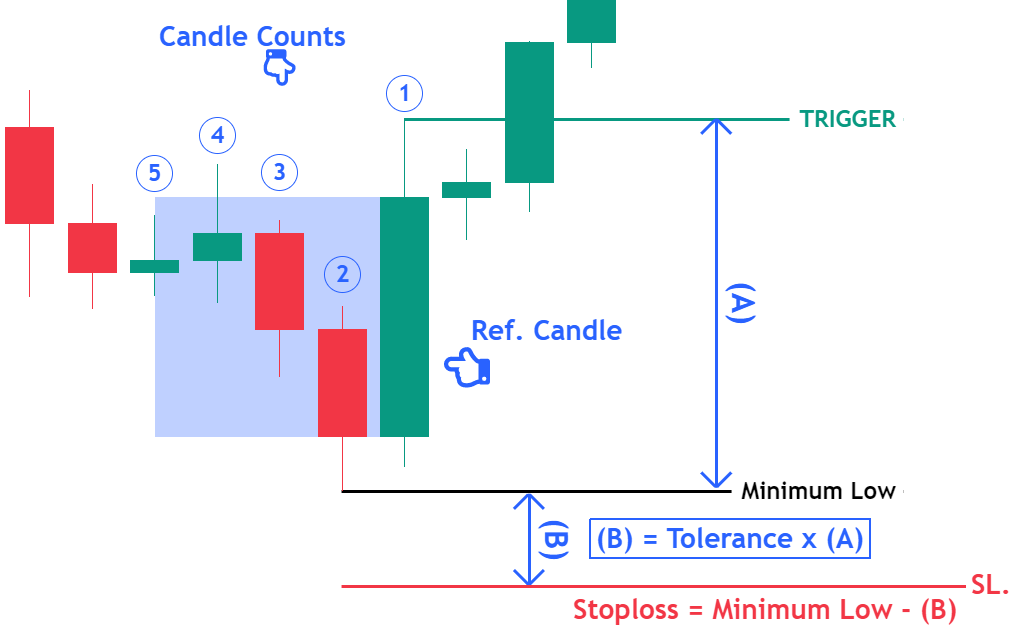 Candle Counts
1
4
5
3
2
TRIGGER
(A)
Ref. Candle
Minimum Low
(B)
(B) = Tolerance x (A)
SL.
Stoploss = Minimum Low - (B)